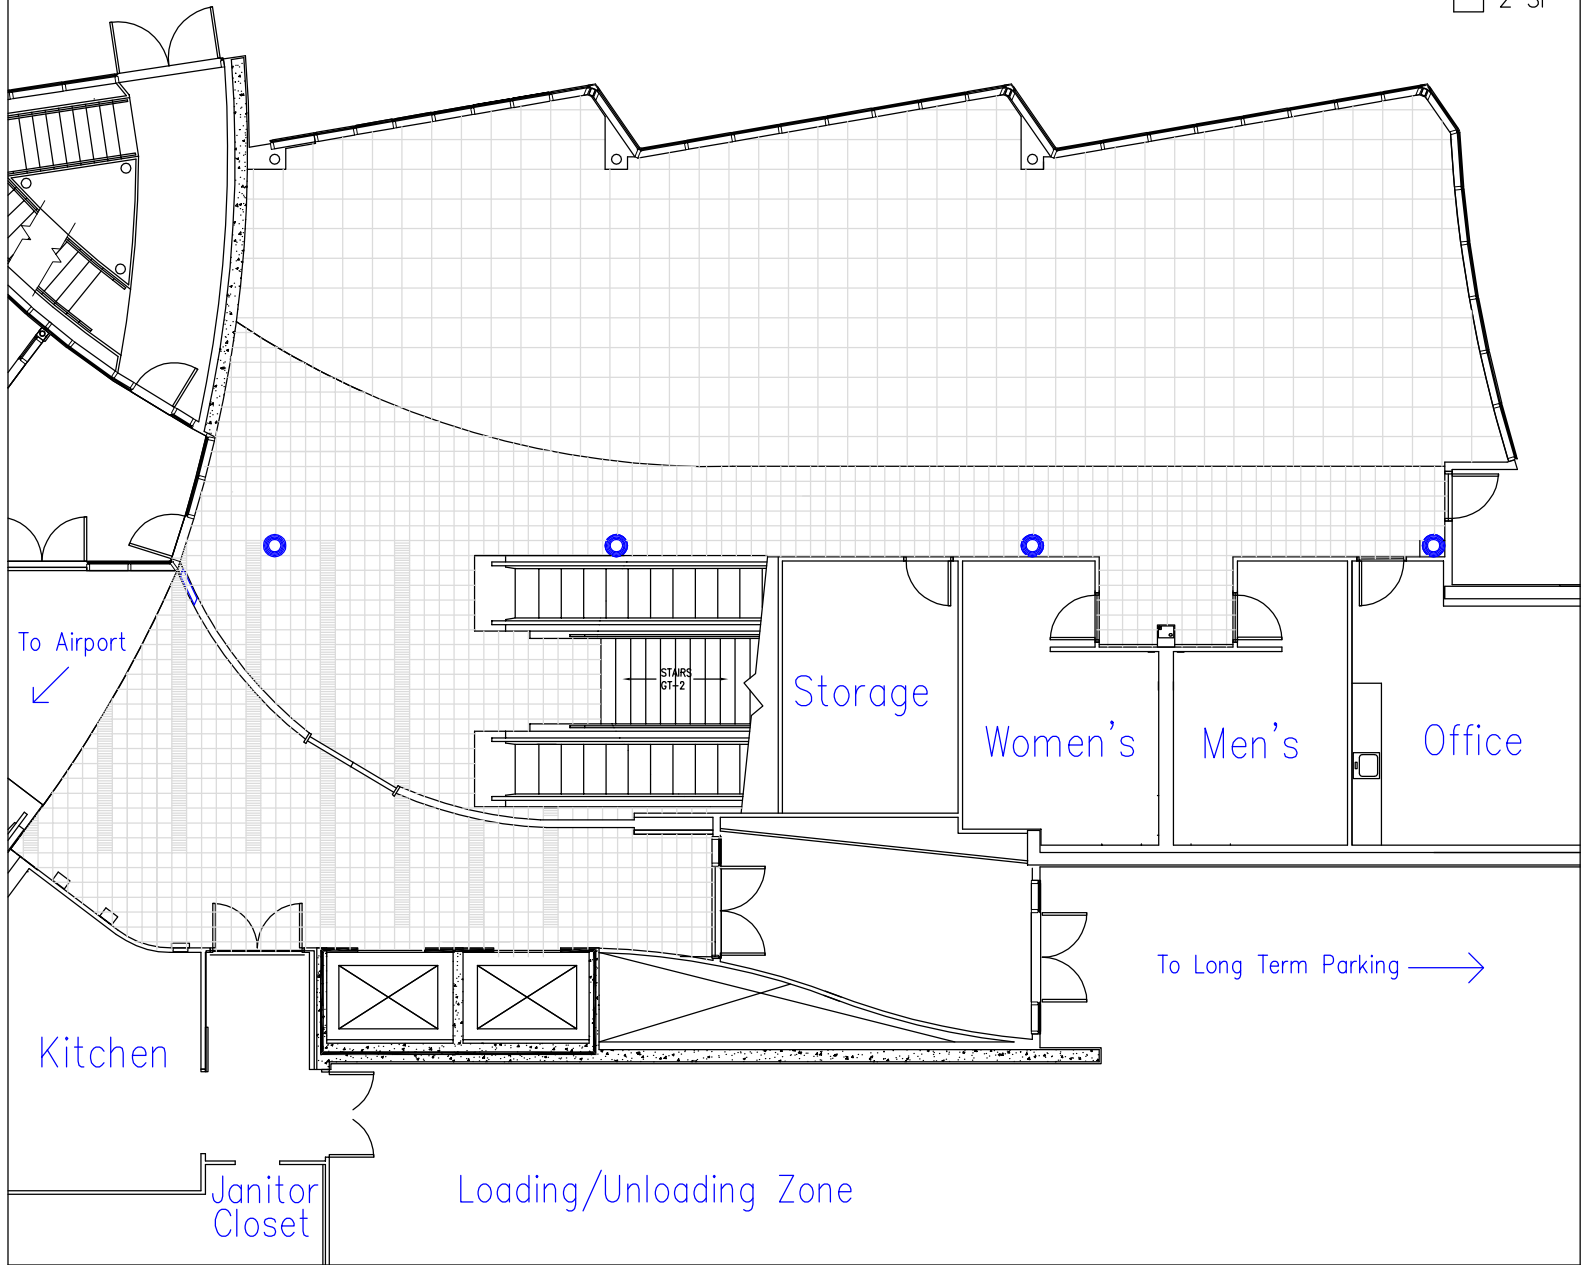 To Airport
STAIRS
GT-2
Storage
Women's
Men's
Office
To Long Term Parking
Kitchen
Janitor
Closet
Loading/Unloading Zone